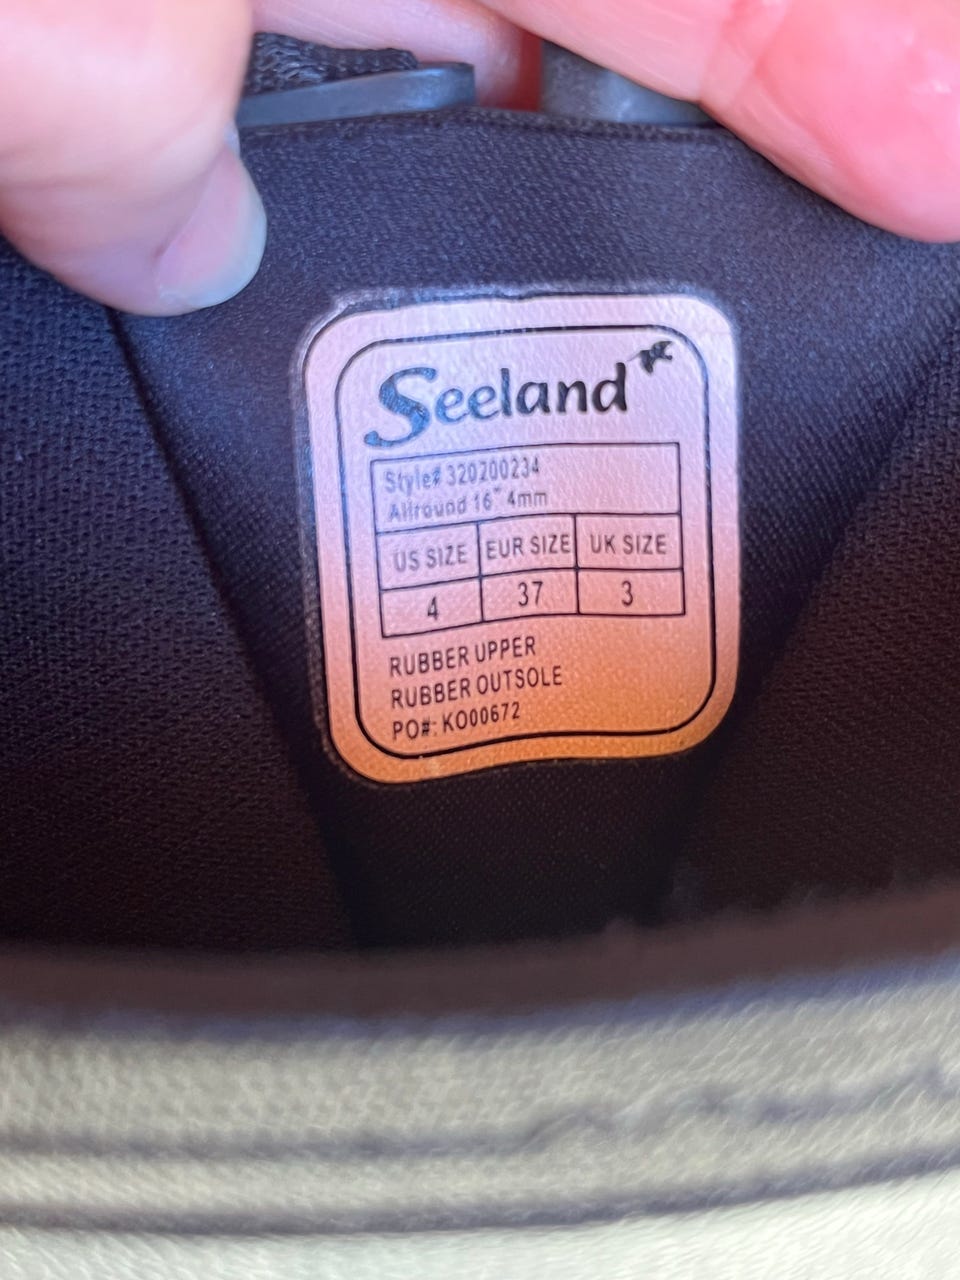 Seeland
Style# 320200234
Allround 16" 4mm
US SIZE EUR SIZE UK SIZE
4 37 3
RUBBER UPPER
RUBBER OUTSOLE
PO#: KO00672